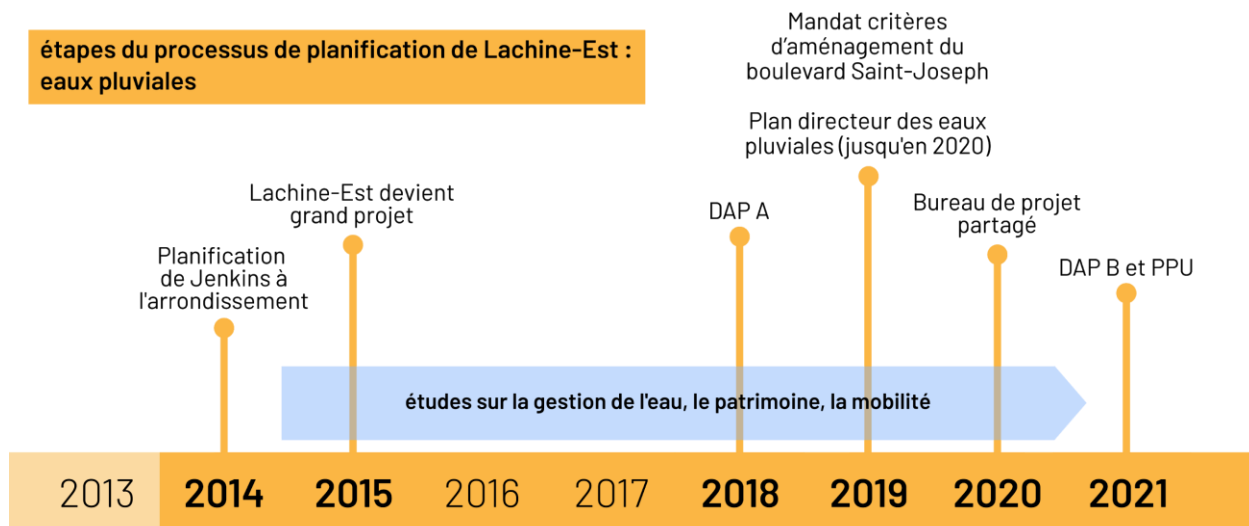 étapes du processus de planification de Lachine-Est :
eaux pluviales
Mandat critères
d’aménagement du
boulevard Saint-Joseph
Plan directeur des eaux
pluviales (jusqu'en 2020)
Lachine-Est devient
grand projet
DAP A
Bureau de projet
partagé
Planification
de Jenkins à
l'arrondissement
DAP B et PPU
études sur la gestion de l'eau, le patrimoine, la mobilité
2013 2014 2015 2016 2017 2018 2019 2020 2021